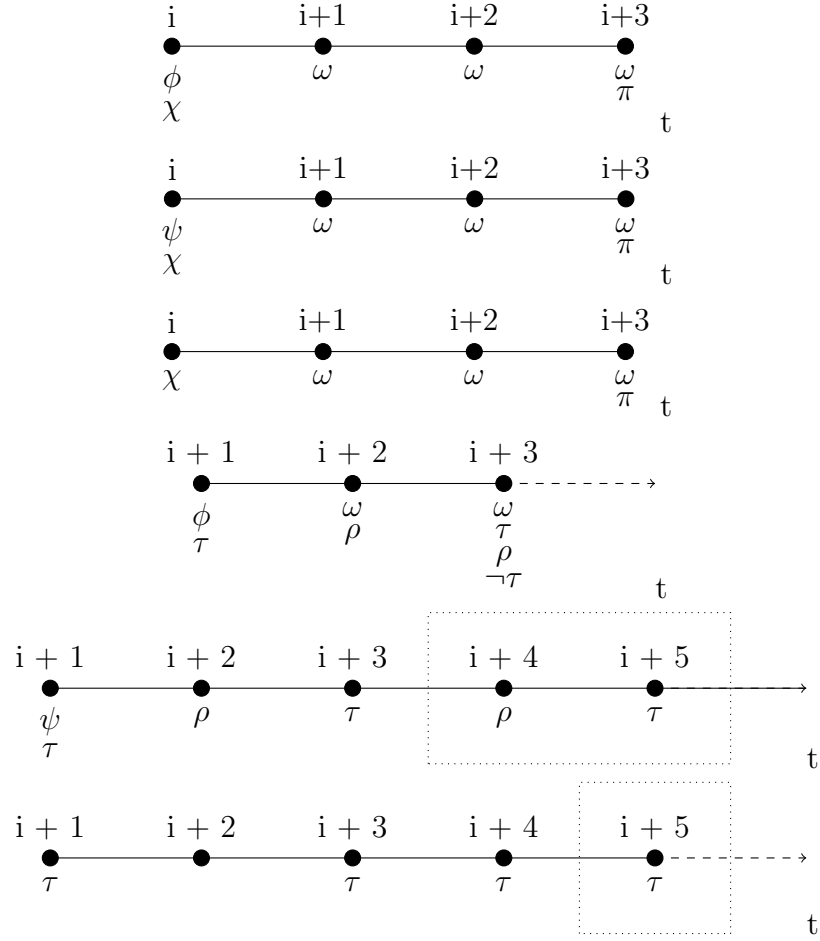 i i+1 i+2 i+3
ϕ ω ω ω
χ π
t
i i+1 i+2 i+3
ψ ω ω ω
χ π
t
i i+1 i+2 i+3
χ ω ω ω
π
t
i + 1 i + 2 i + 3
ϕ ω ω
τ ρ τ
ρ
¬τ
t
i + 1 i + 2 i + 3 i + 4 i + 5
ψ ρ τ ρ τ
τ
t
i + 1 i + 2 i + 3 i + 4 i + 5
τ τ τ τ
t